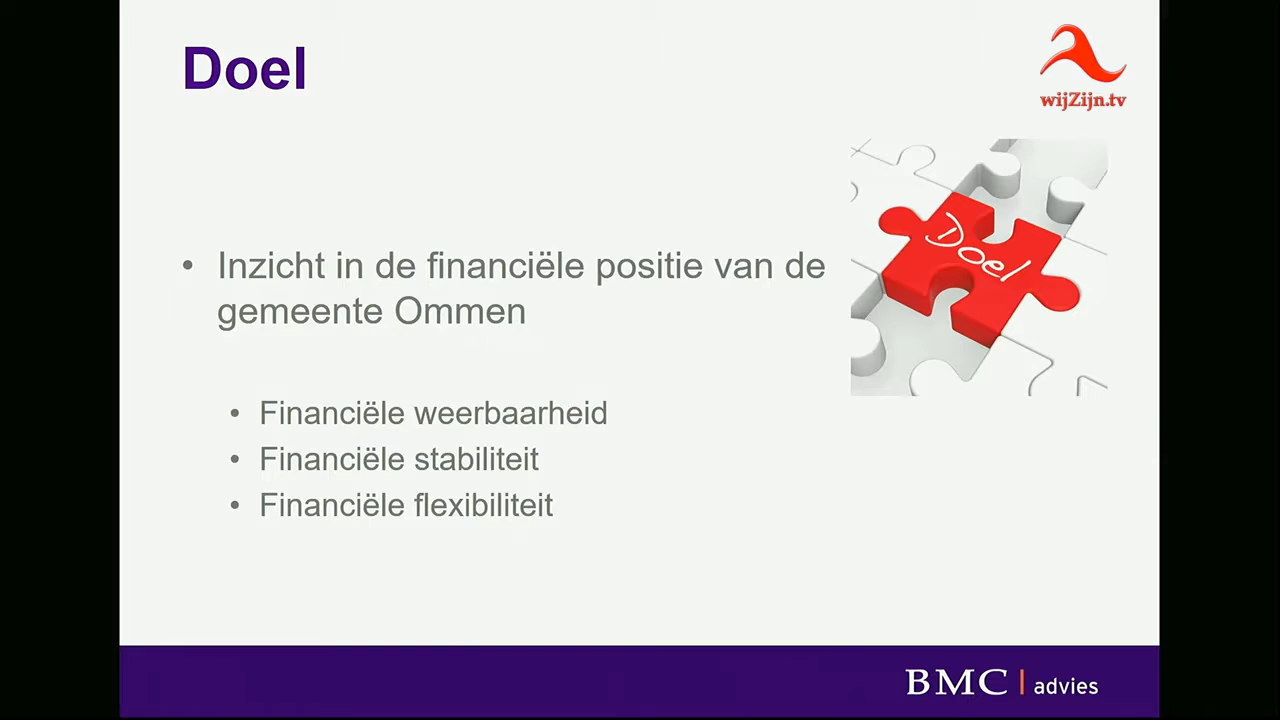 Doel
wijZijn.tv
Doel
• Inzicht in de financiële positie van de
gemeente Ommen
• Financiële weerbaarheid
• Financiële stabiliteit
• Financiële flexibiliteit
BMC | advies